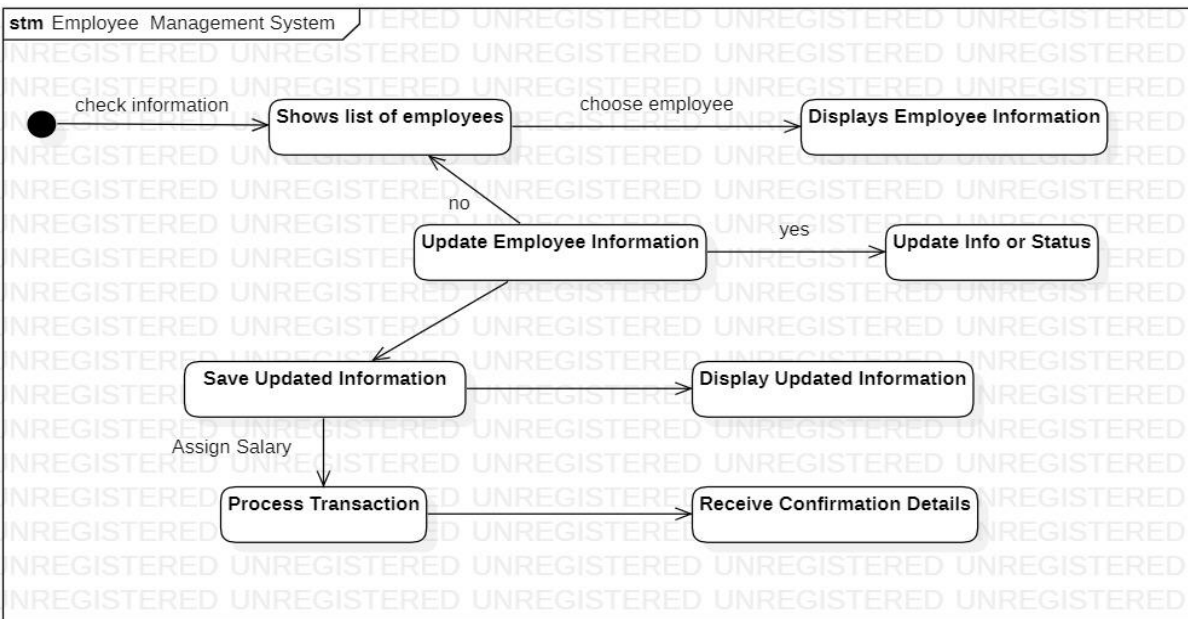 stm Employee Management System
check information
Shows list of employees
choose employee
Displays Employee Information
no
Update Employee Information
yes
Update Info or Status
Save Updated Information
Display Updated Information
Assign Salary
Process Transaction
Receive Confirmation Details
UNREGISTERED